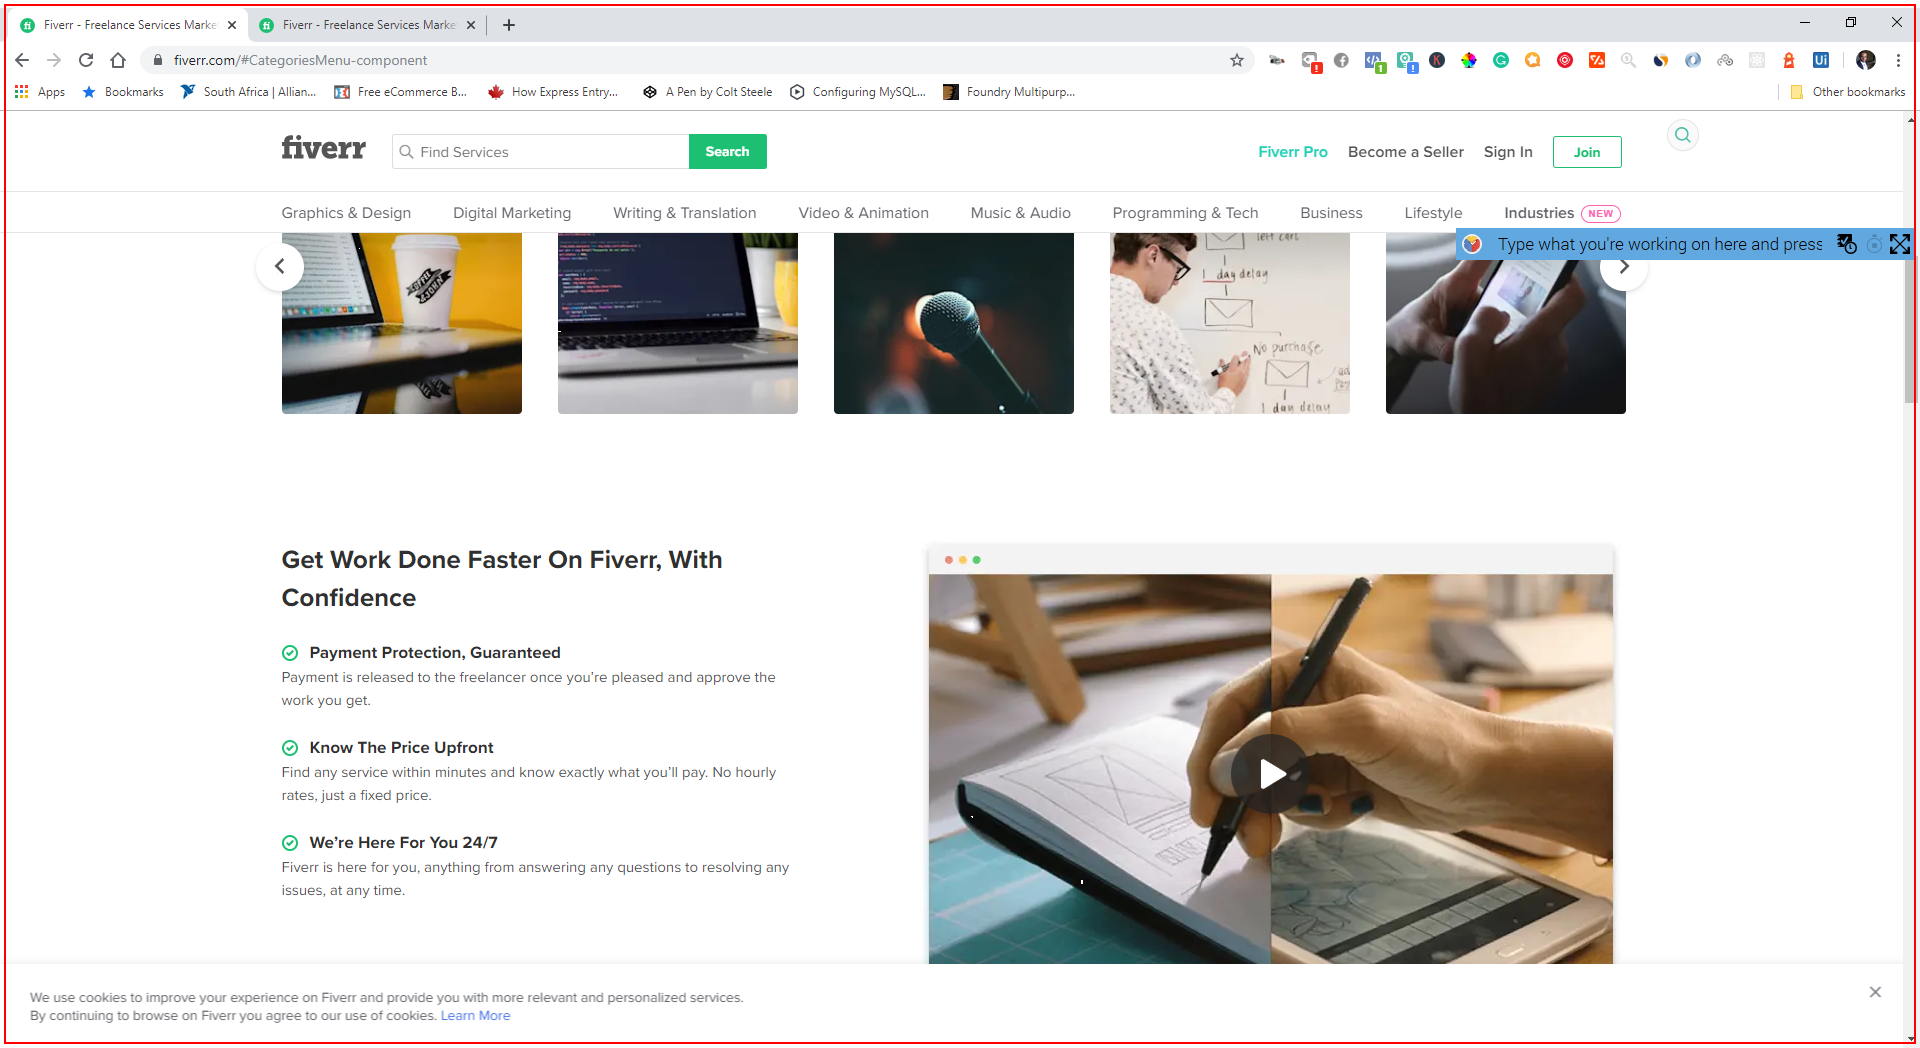 Fiverr - Freelance Services Marke
Fiverr - Freelance Services Marke
fiverr.com/#CategoriesMenu-component
Apps
Bookmarks
South Africa | Allian...
Free eCommerce B...
How Express Entry...
A Pen by Colt Steele
Configuring MySQL...
Foundry Multipurp...
Other bookmarks
fiverr
Find Services
Search
Fiverr Pro
Become a Seller
Sign In
Join
Graphics & Design
Digital Marketing
Writing & Translation
Video & Animation
Music & Audio
Programming & Tech
Business
Lifestyle
Industries NEW
Type what you're working on here and press
COFFEE
& JOHN
left cart
1 day delay
No purchase
1 day delay
Get Work Done Faster On Fiverr, With
Confidence
Payment Protection, Guaranteed
Payment is released to the freelancer once you’re pleased and approve the
work you get.
Know The Price Upfront
Find any service within minutes and know exactly what you’ll pay. No hourly
rates, just a fixed price.
We’re Here For You 24/7
Fiverr is here for you, anything from answering any questions to resolving any
issues, at any time.
We use cookies to improve your experience on Fiverr and provide you with more relevant and personalized services.
By continuing to browse on Fiverr you agree to our use of cookies. Learn More